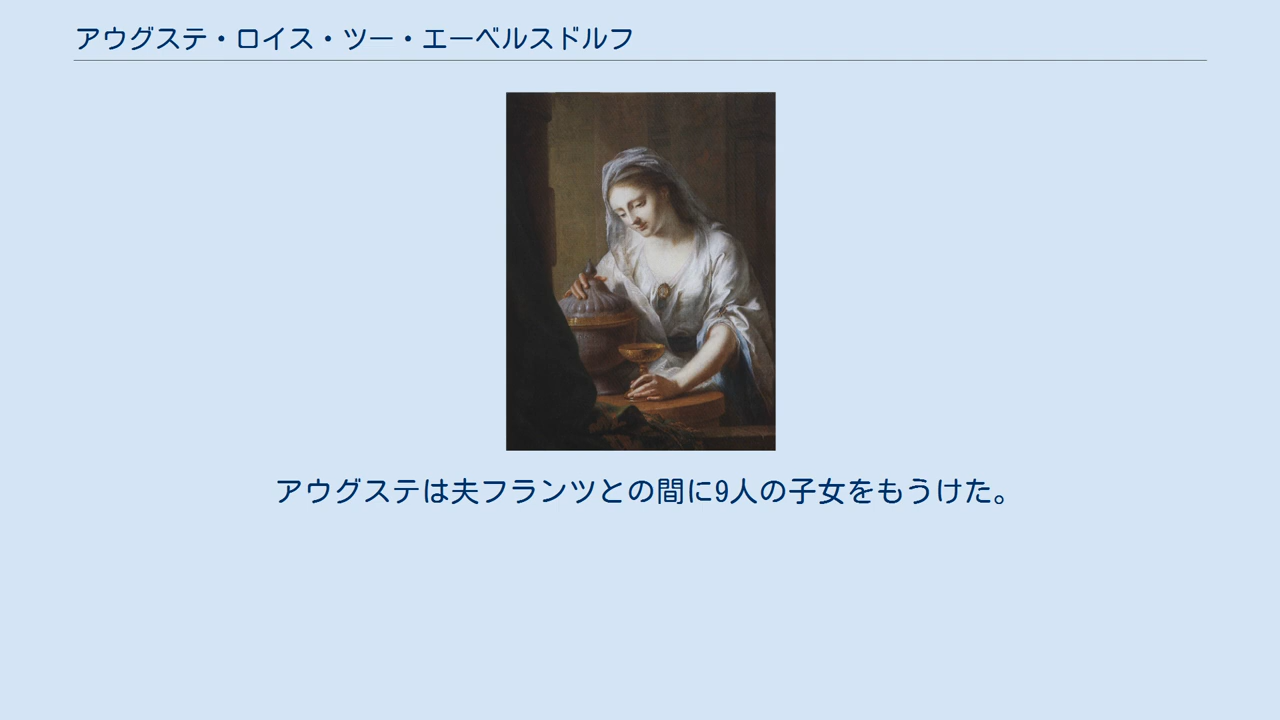 アウグステ・ロイス・ツー・エーベルスドルフ
アウグステは夫フランツとの間に9人の子女をもうけた。